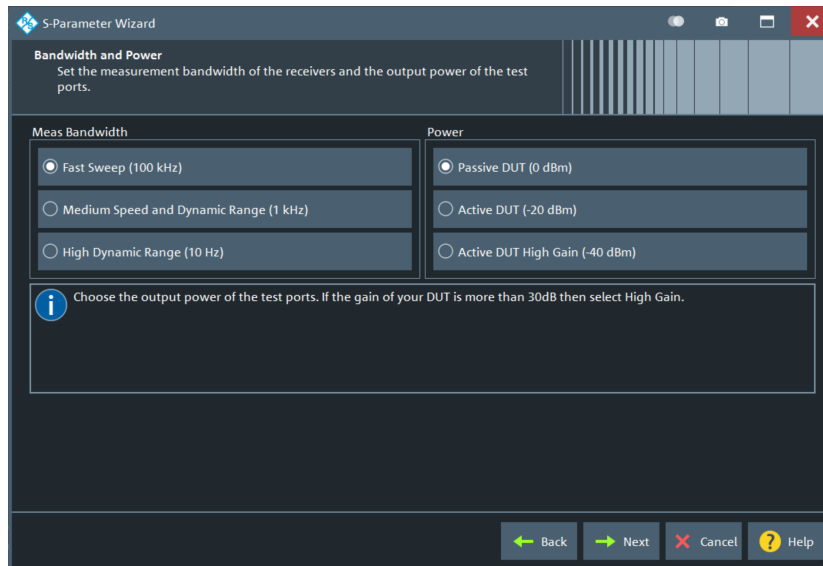 S-Parameter Wizard
Bandwidth and Power
Set the measurement bandwidth of the receivers and the output power of the test
ports.
Meas Bandwidth
Fast Sweep (100 kHz)
Medium Speed and Dynamic Range (1 kHz)
High Dynamic Range (10 Hz)
Power
Passive DUT (0 dBm)
Active DUT (-20 dBm)
Active DUT High Gain (-40 dBm)
Choose the output power of the test ports. If the gain of your DUT is more than 30dB then select High Gain.
Back
Next
Cancel
Help